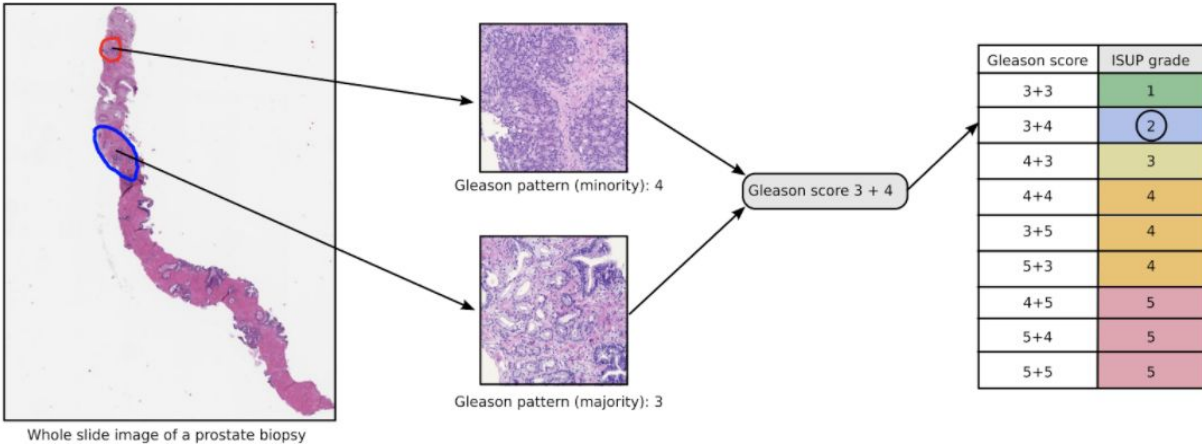 Whole slide image of a prostate biopsy
Gleason pattern (minority): 4
Gleason pattern (majority): 3
Gleason score 3 + 4
Gleason score ISUP grade
3+3 1
3+4 2
4+3 3
4+4 4
3+5 4
5+3 4
4+5 5
5+4 5
5+5 5